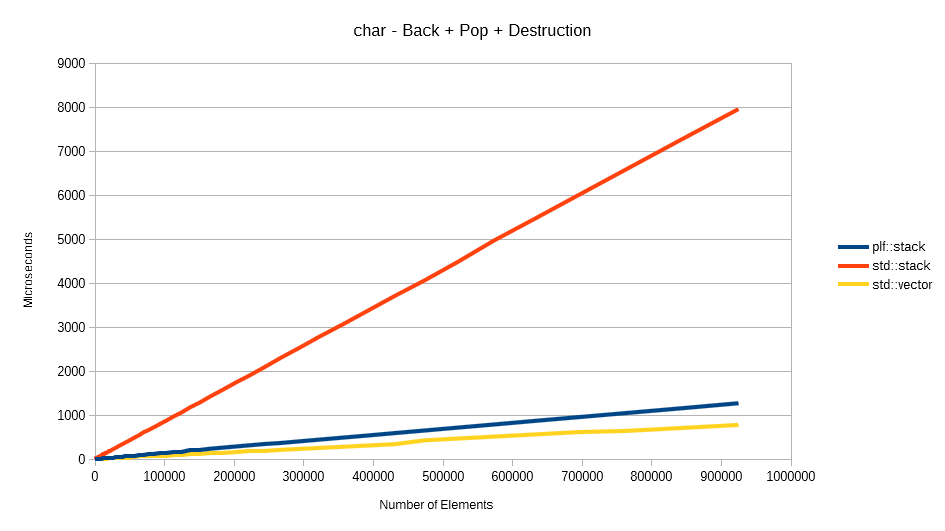 char - Back + Pop + Destruction
9000
8000
7000
6000
5000
4000
3000
2000
1000
0
Microseconds
0 100000 200000 300000 400000 500000 600000 700000 800000 900000 1000000
Number of Elements
plf::stack
std::stack
std::vector